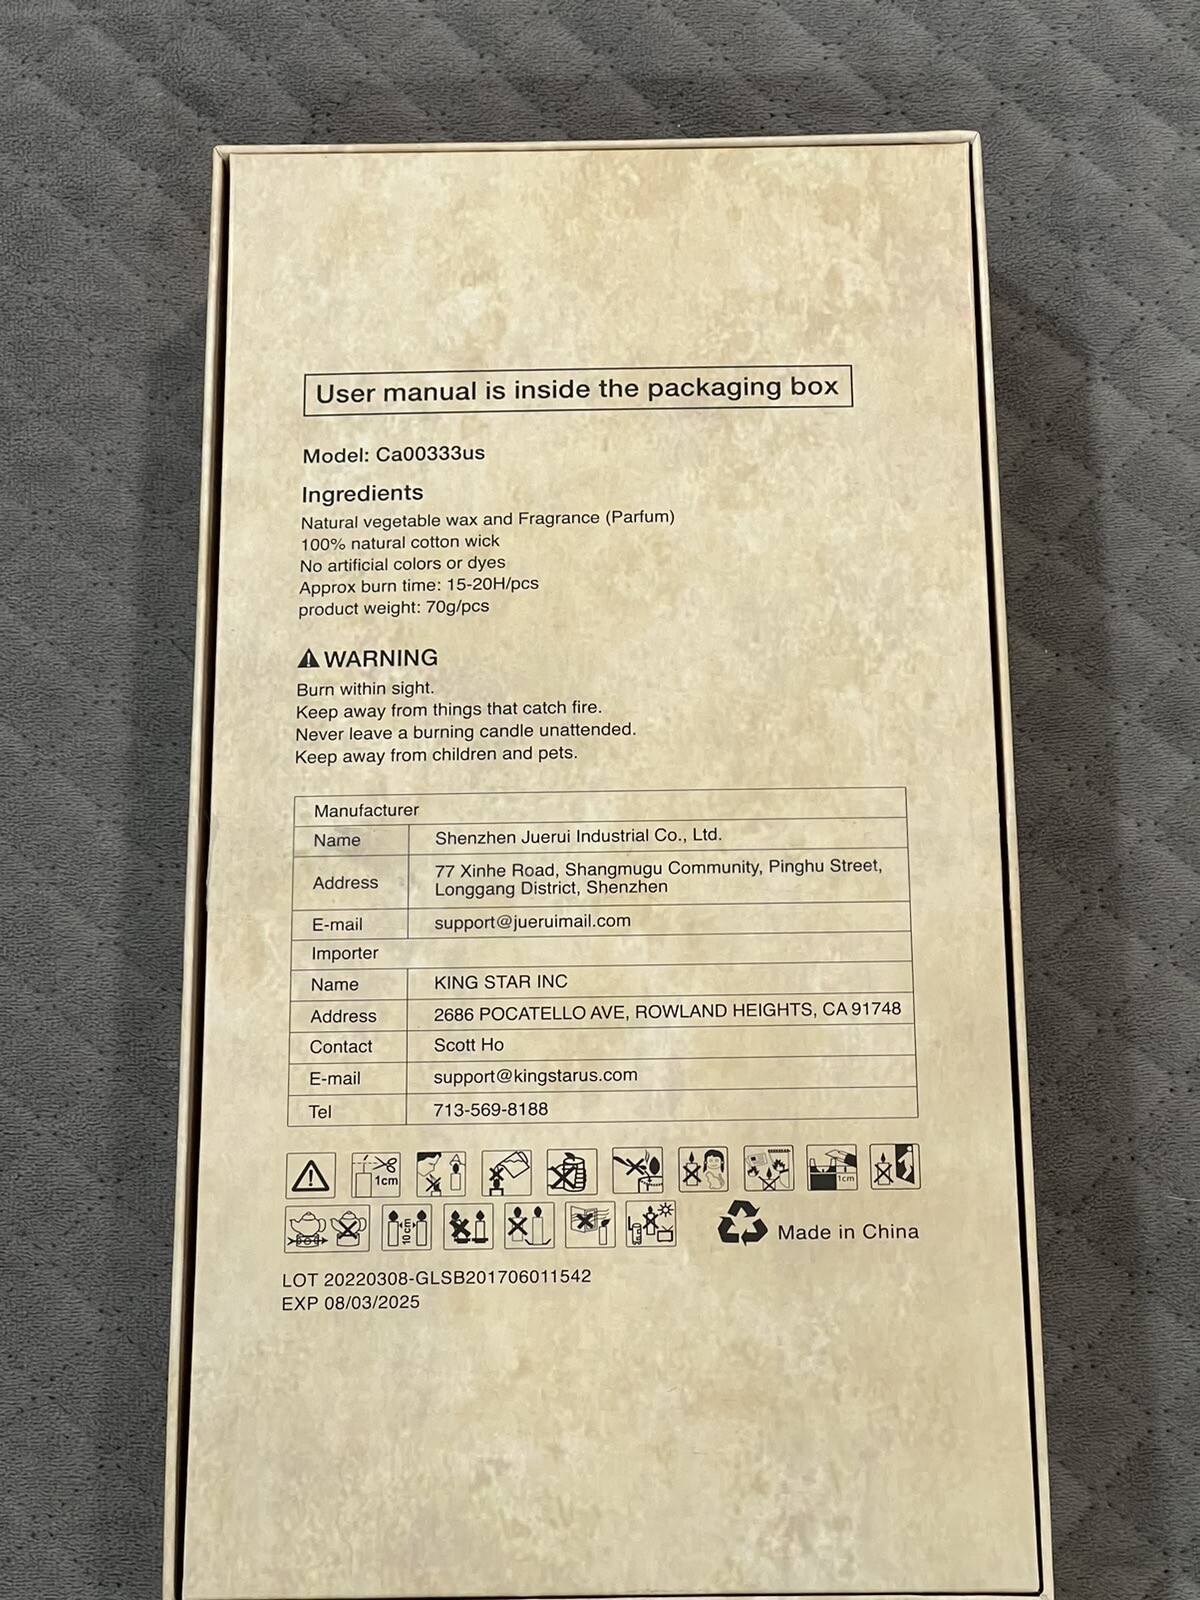 User manual is inside the packaging box
Model: Ca00333us
Ingredients
Natural vegetable wax and Fragrance (Parfum)
100% natural cotton wick
No artificial colors or dyes
Approx burn time: 15-20H/pcs
product weight: 70g/pcs
WARNING
Burn within sight.
Keep away from things that catch fire.
Never leave a burning candle unattended.
Keep away from children and pets.
Manufacturer
Name Shenzhen Juerui Industrial Co., Ltd.
Address 77 Xinhe Road, Shangmugu Community, Pinghu Street,
Longgang District, Shenzhen
E-mail support@jueruimail.com
Importer
Name KING STAR INC
Address 2686 POCATELLO AVE, ROWLAND HEIGHTS, CA 91748
Contact Scott Ho
E-mail support@kingstarus.com
Tel 713-569-8188
1cm 1cm
10cm Made in China
LOT 20220308-GLSB201706011542
EXP 08/03/2025